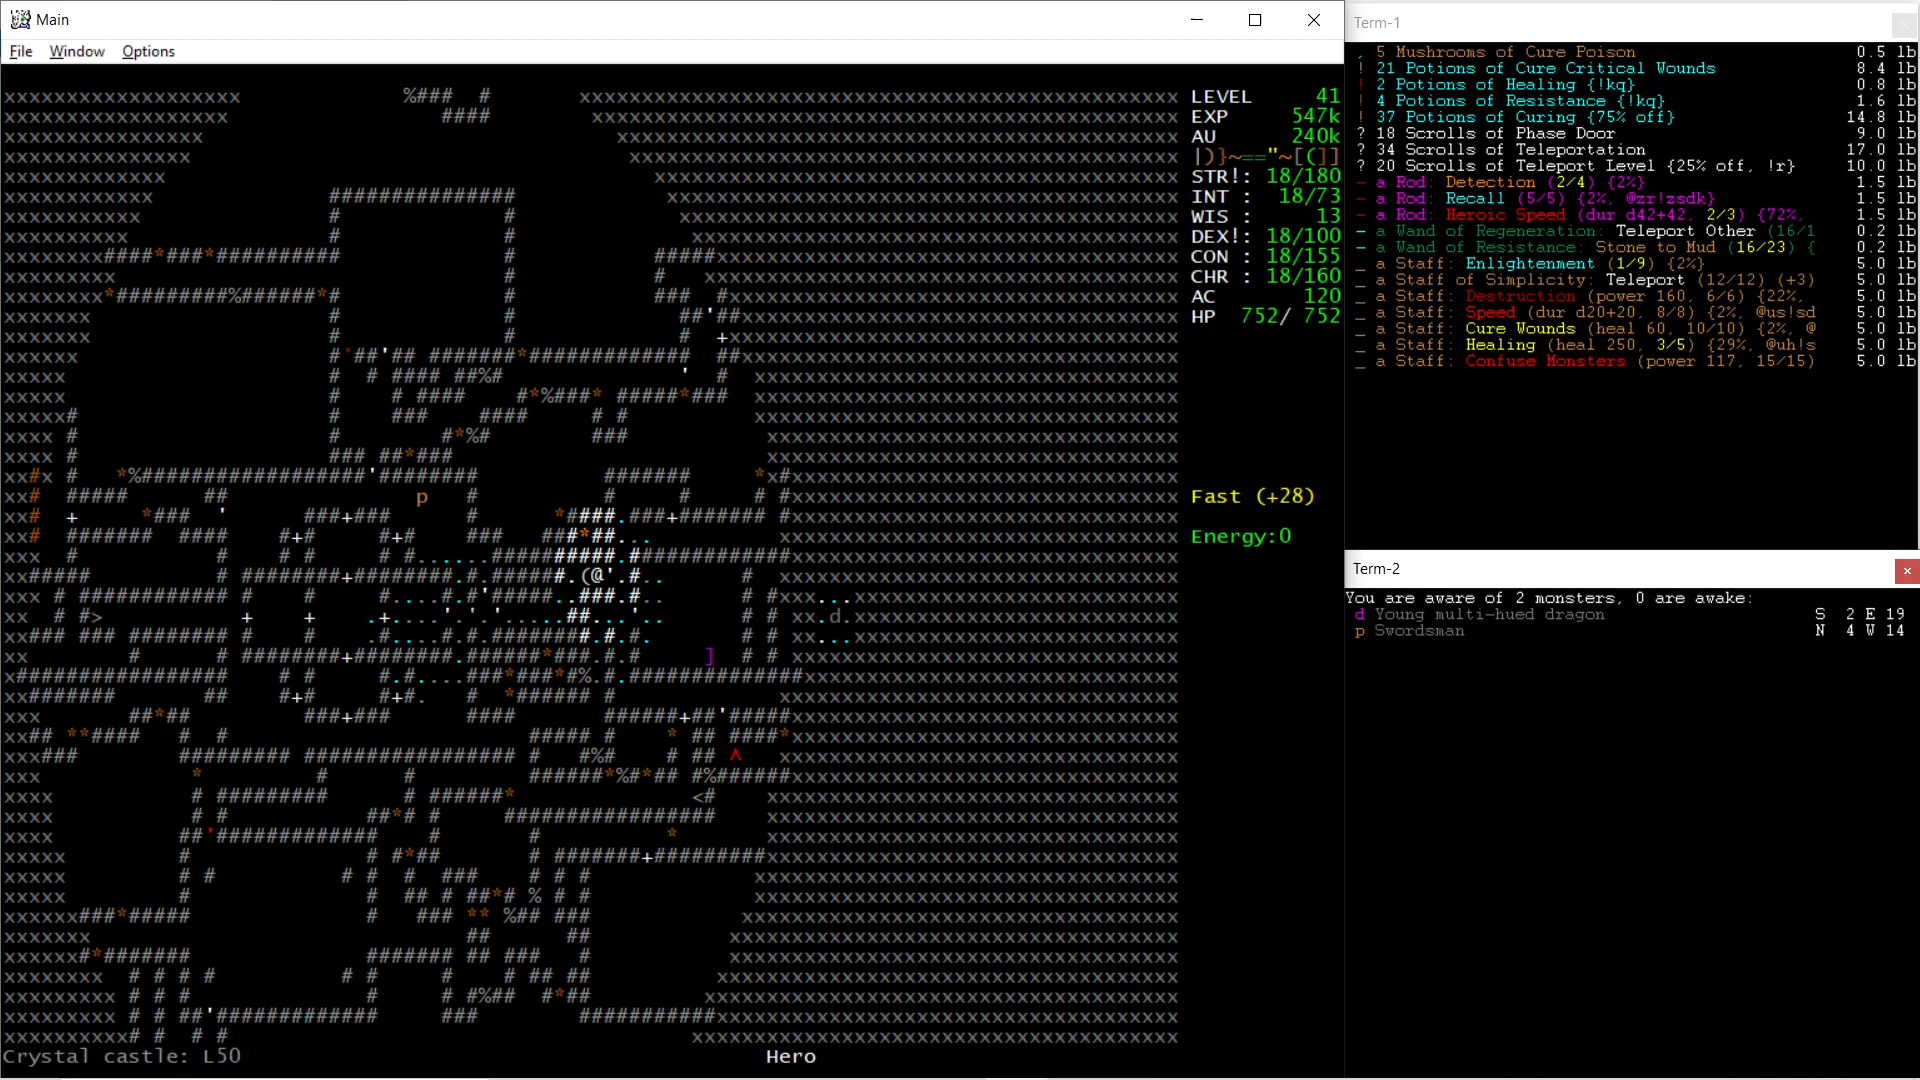 Main
File Window Options
LEVEL 41
EXP 547k
AU 240k
|)}~=="~[(]]
STR!: 18/180
INT : 18/73
WIS : 13
DEX!: 18/100
CON : 18/155
CHR : 18/160
AC 120
HP 752/ 752
Fast (+28)
Energy:0
Crystal castle: L50
Hero
Term-1
, 5 Mushrooms of Cure Poison 0.5 lb
! 21 Potions of Cure Critical Wounds 8.4 lb
! 2 Potions of Healing {!kq} 0.8 lb
! 4 Potions of Resistance {!kq} 1.6 lb
! 37 Potions of Curing {75% off} 14.8 lb
? 18 Scrolls of Phase Door 9.0 lb
? 34 Scrolls of Teleportation 17.0 lb
? 20 Scrolls of Teleport Level {25% off, !r} 10.0 lb
- a Rod: Detection (2/4) {2%} 1.5 lb
- a Rod: Recall (5/5) {2%, @zr!zsdk} 1.5 lb
- a Rod: Heroic Speed (dur d42+42, 2/3) {72%, 1.5 lb
- a Wand of Regeneration: Teleport Other (16/1 0.2 lb
- a Wand of Resistance: Stone to Mud (16/23) { 0.2 lb
_ a Staff: Enlightenment (1/9) {2%} 5.0 lb
_ a Staff of Simplicity: Teleport (12/12) (+3) 5.0 lb
_ a Staff: Destruction (power 160, 6/6) {22%, 5.0 lb
_ a Staff: Speed (dur d20+20, 8/8) {2%, @us!sd 5.0 lb
_ a Staff: Cure Wounds (heal 60, 10/10) {2%, @ 5.0 lb
_ a Staff: Healing (heal 250, 3/5) {29%, @uh!s 5.0 lb
_ a Staff: Confuse Monsters (power 117, 15/15) 5.0 lb
Term-2
You are aware of 2 monsters, 0 are awake:
d Young multi-hued dragon S 2 E 19
p Swordsman N 4 W 14